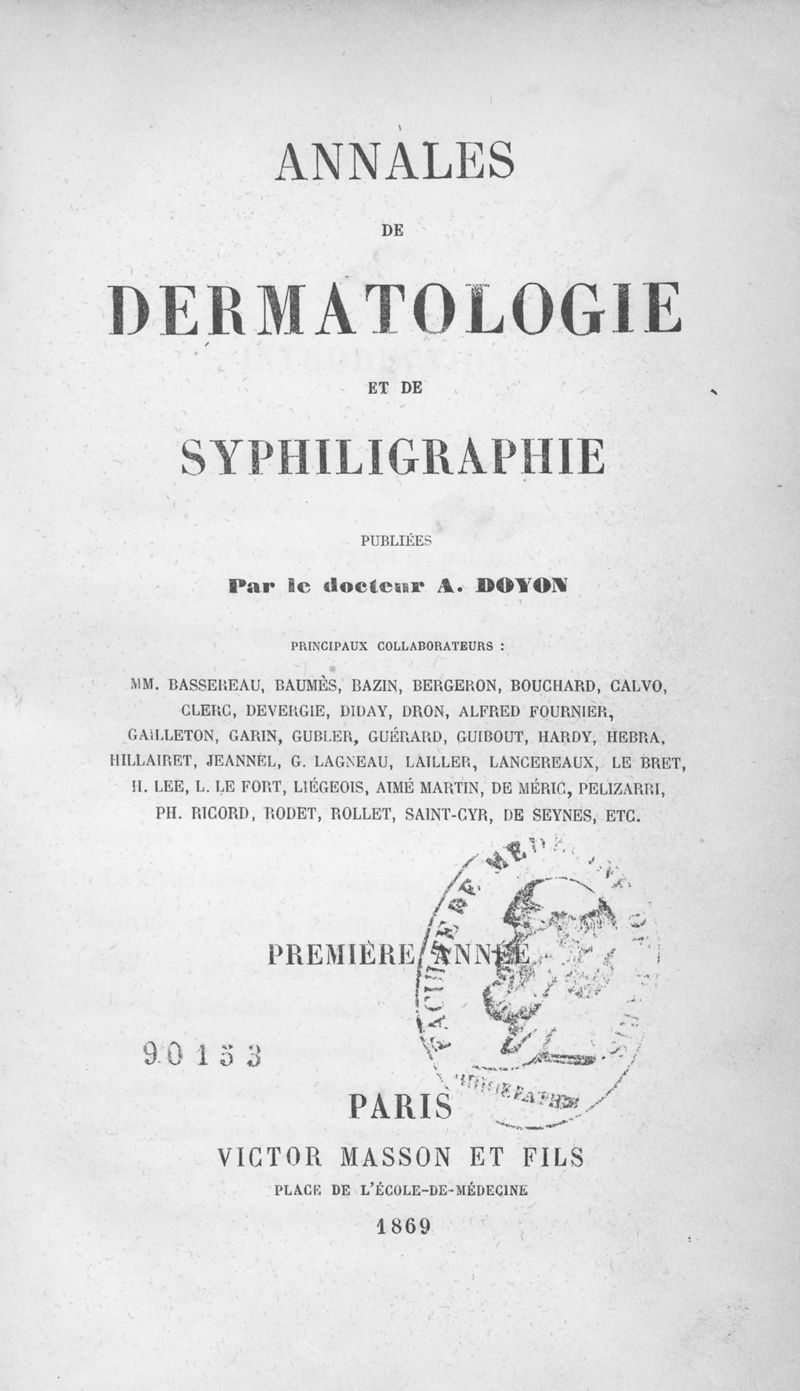 ANNALES
DE
DERMATOLOGIE
ET DE
SYPHILIGRAPHIE
PUBLIÉES
Par le docteur A. DOYON
PRINCIPAUX COLLABORATEURS :
MM. BASSEREAU, BAUMÈS, BAZIN, BERGERON, BOUCHARD, CALVO,
CLERC, DEVERGIE, DIDAY, DRON, ALFRED FOURNIER,
GAILLETON, GARIN, GUBLER, GUÉRARD, GUIBOUT, HARDY, HEBRA,
HILLAIRET, JEANNEL, G. LAGNEAU, LAILLER, LANCEREAUX, LE BRET,
H. LEE, L. LE FORT, LIÉGEOIS, AIMÉ MARTIN, DE MÉRIC, PELIZARRI,
PH. RICORD, RODET, ROLLET, SAINT-CYR, DE SEYNES, ETC.
FACULTÉ DE MÉDECINE
PREMIÈRE ANNÉE
90153
PARIS
VICTOR MASSON ET FILS
PLACE DE L'ÉCOLE-DE-MÉDECINE
1869